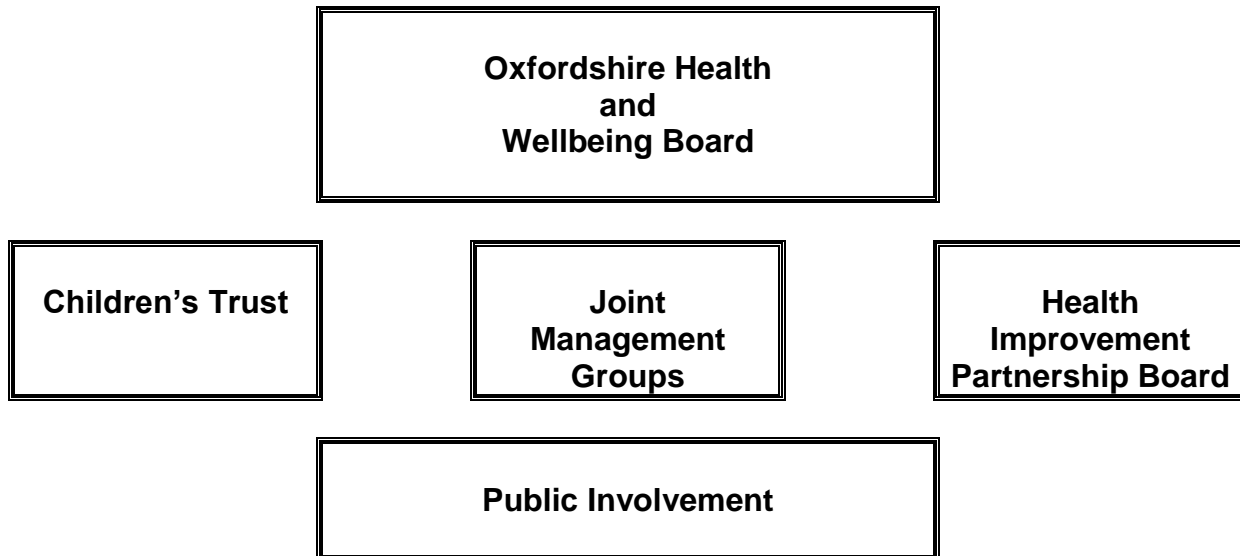 Oxfordshire Health
and
Wellbeing Board
Children’s Trust
Joint
Management
Groups
Health
Improvement
Partnership Board
Public Involvement